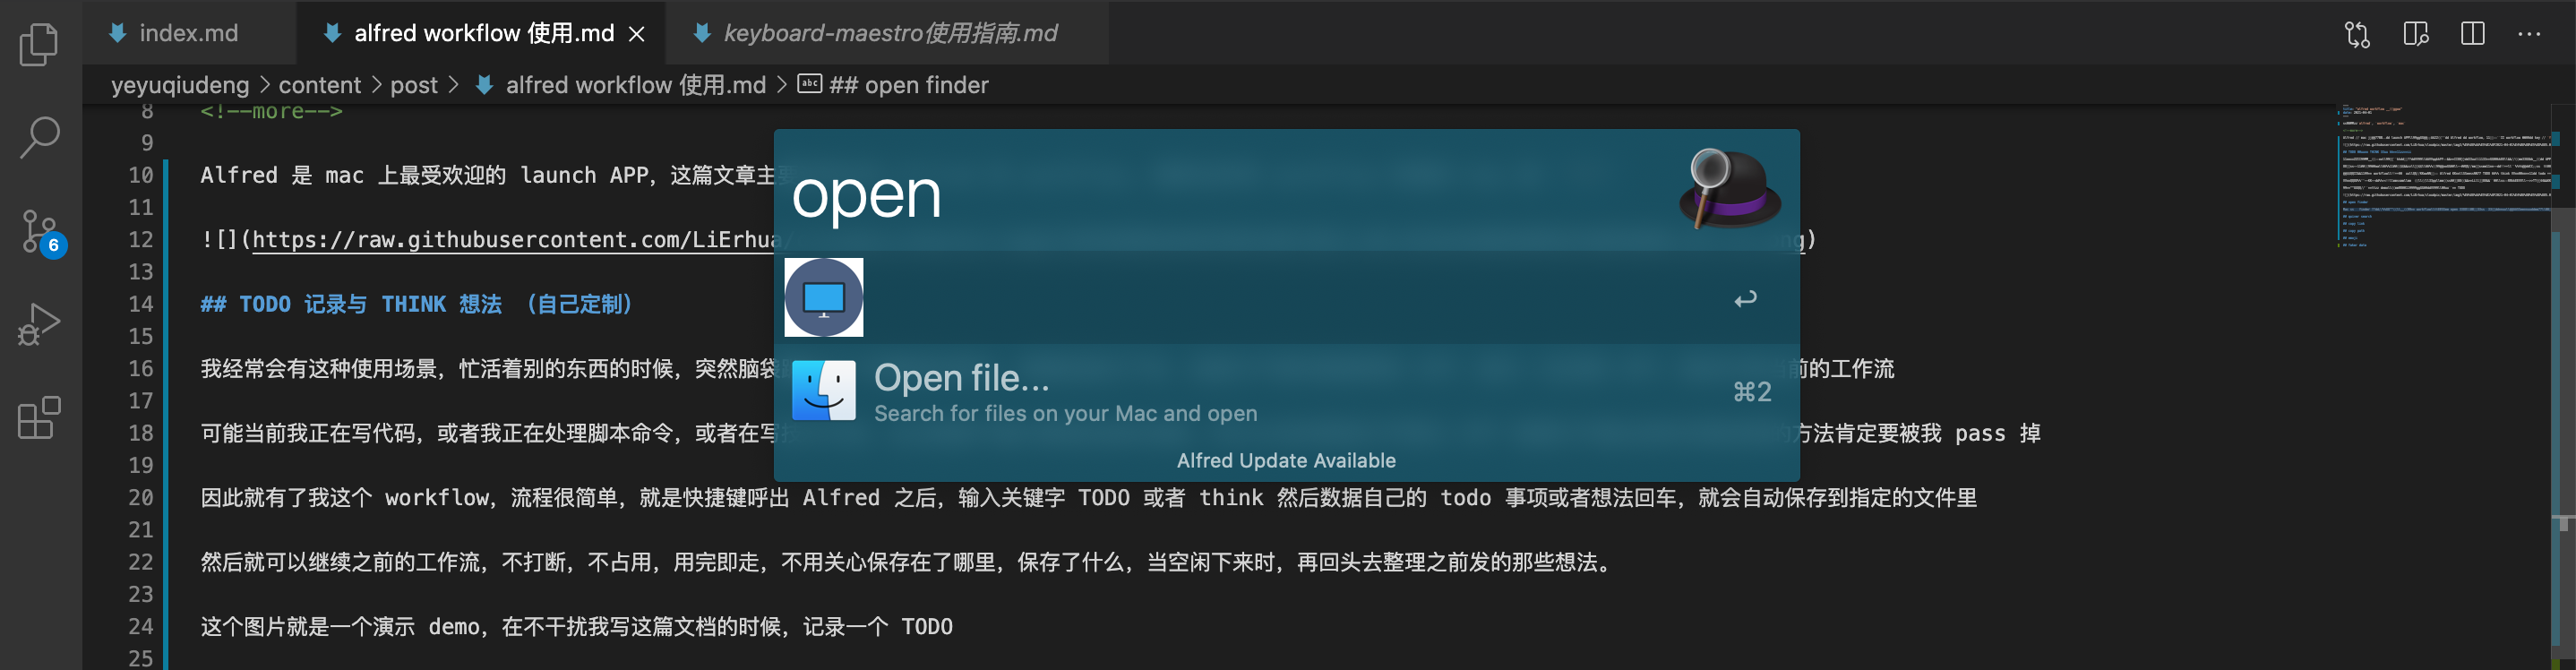 index.md
alfred workflow 使用.md
keyboard-maestro使用指南.md
yeyuqiudeng > content > post > alfred workflow 使用.md > abc ## open finder
8 <!--more-->
9
10 Alfred 是 mac 上最受欢迎的 launch APP，这篇文章主要
11
12 ![](https://raw.githubusercontent.com/LiErhua/ ng)
13
14 ## TODO 记录与 THINK 想法 （自己定制）
15
16 我经常会有这种使用场景，忙活着别的东西的时候，突然脑袋 前的工作流
17
18 可能当前我正在写代码，或者我正在处理脚本命令，或者在写 方法肯定要被我 pass 掉
19
20 因此就有了我这个 workflow，流程很简单，就是快捷键呼出 Alfred 之后，输入关键字 TODO 或者 think 然后数据自己的 todo 事项或者想法回车，就会自动保存到指定的文件里
21
22 然后就可以继续之前的工作流，不打断，不占用，用完即走，不用关心保存在了哪里，保存了什么，当空闲下来时，再回头去整理之前发的那些想法。
23
24 这个图片就是一个演示 demo，在不干扰我写这篇文档的时候，记录一个 TODO
25
6
open
Open file...
Search for files on your Mac and open
⌘2
Alfred Update Available